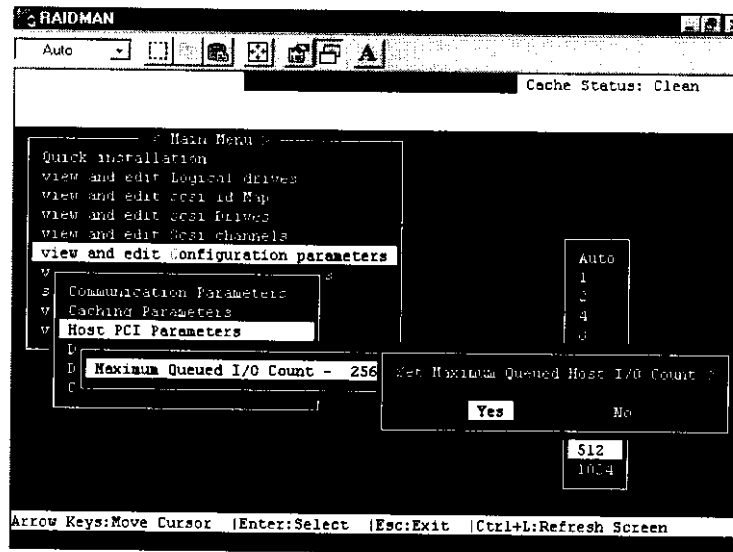 RAIDMAN
Auto
A
Cache Status: Clean
Main Menu
Quick installation
view and edit Logical drives
view and edit scsi id Map
view and edit scsi Drives
view and edit Scsi channels
view and edit Configuration parameters
v s
s Communication Parameters
v Caching Parameters
v Host PCI Parameters
D
D Maximum Queued I/O Count - 256
C
Auto
1
2
4
Set Maximum Queued Host I/O Count ?
Yes No
512
1024
Arrow Keys:Move Cursor |Enter:Select |Esc:Exit |Ctrl+L:Refresh Screen